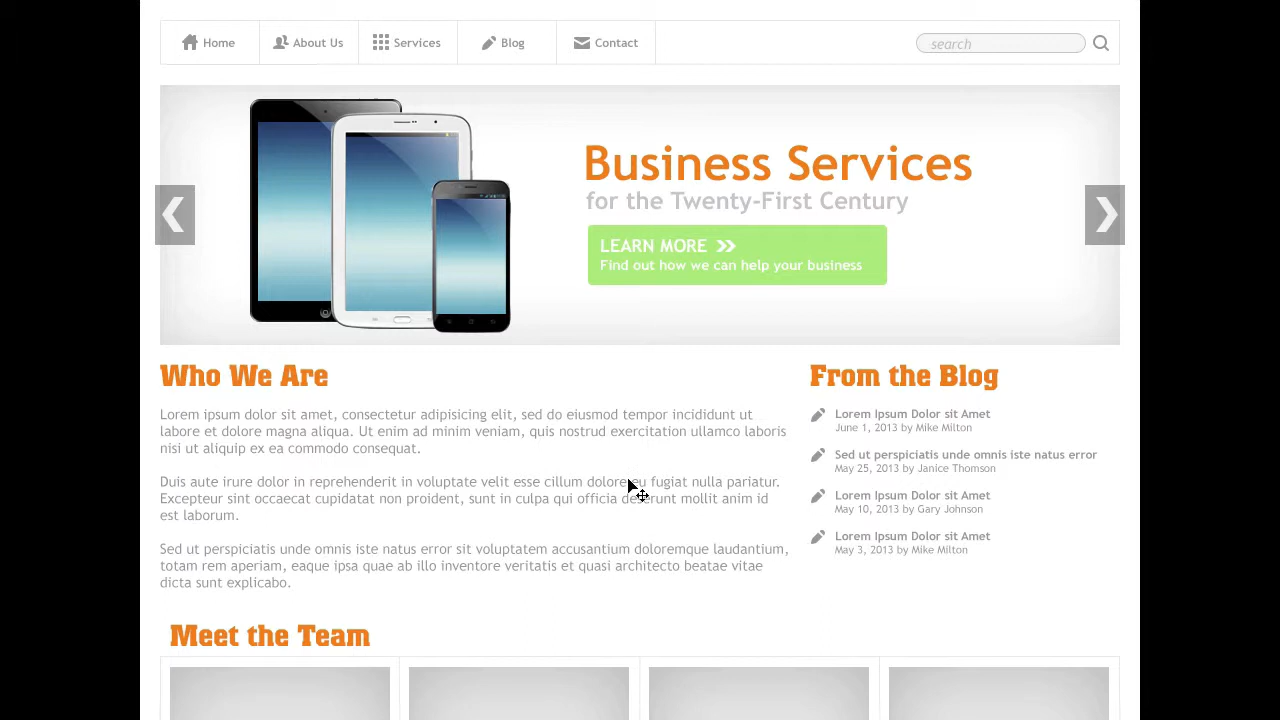 Home
About Us
Services
Blog
Contact
search
Business Services
for the Twenty-First Century
LEARN MORE
Find out how we can help your business
Who We Are
Lorem ipsum dolor sit amet, consectetur adipisicing elit, sed do eiusmod tempor incididunt ut
labore et dolore magna aliqua. Ut enim ad minim veniam, quis nostrud exercitation ullamco laboris
nisi ut aliquip ex ea commodo consequat.
Duis aute irure dolor in reprehenderit in voluptate velit esse cillum dolore eu fugiat nulla pariatur.
Excepteur sint occaecat cupidatat non proident, sunt in culpa qui officia deserunt mollit anim id
est laborum.
Sed ut perspiciatis unde omnis iste natus error sit voluptatem accusantium doloremque laudantium,
totam rem aperiam, eaque ipsa quae ab illo inventore veritatis et quasi architecto beatae vitae
dicta sunt explicabo.
From the Blog
Lorem Ipsum Dolor sit Amet
June 1, 2013 by Mike Milton
Sed ut perspiciatis unde omnis iste natus error
May 25, 2013 by Janice Thomson
Lorem Ipsum Dolor sit Amet
May 10, 2013 by Gary Johnson
Lorem Ipsum Dolor sit Amet
May 3, 2013 by Mike Milton
Meet the Team